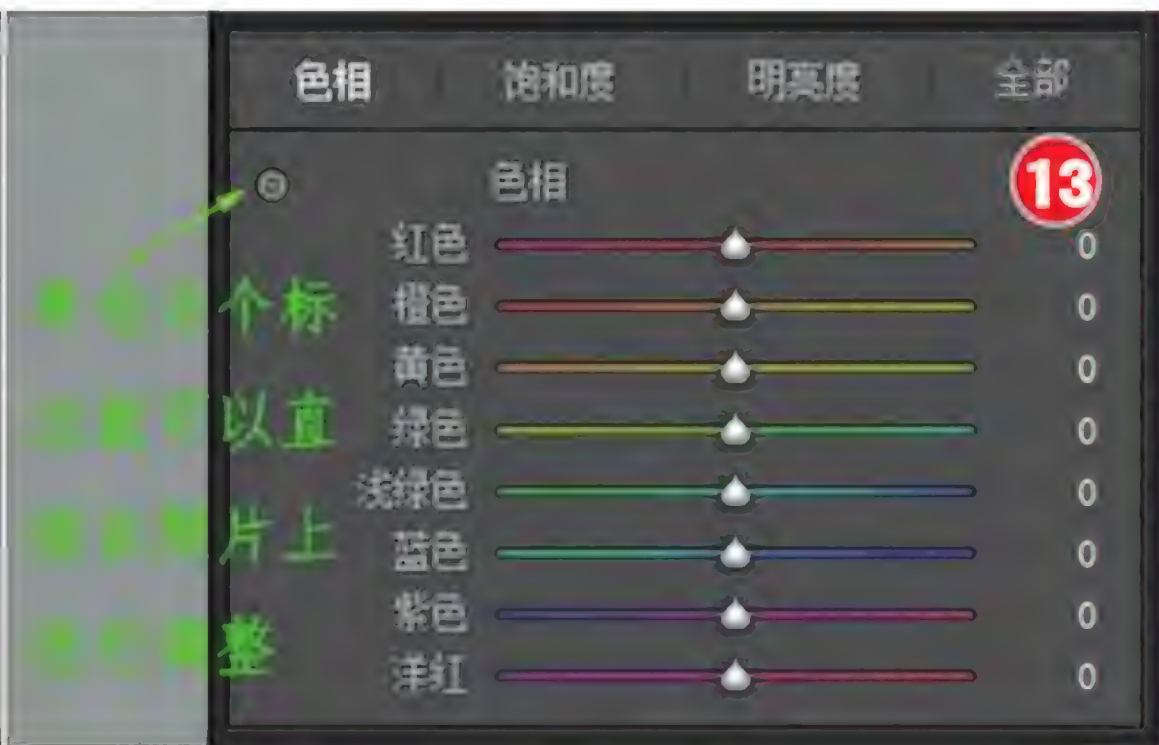 色相 饱和度 明亮度 全部
色相 13
红色 0
橙色 0
个标
黄色 0
以直 绿色 0
浅绿色 0
片上 蓝色 0
紫色 0
整
洋红 0